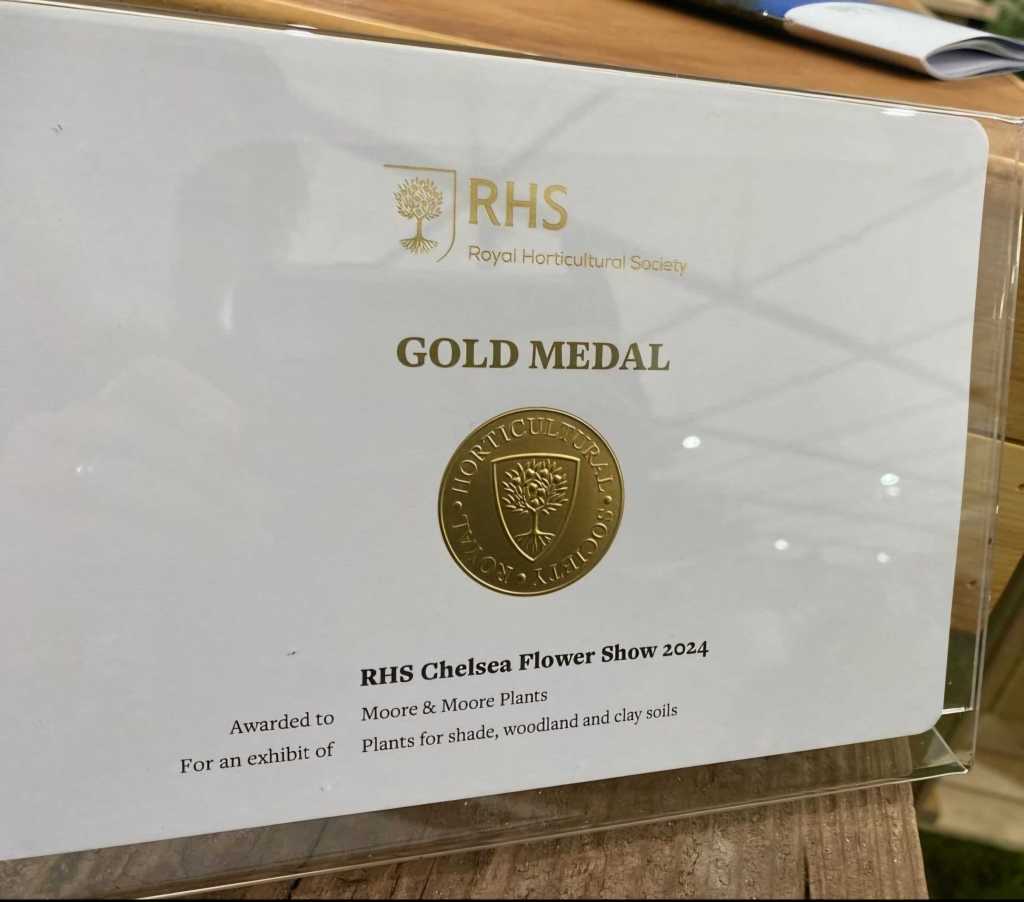 RHS
Royal Horticultural Society
GOLD MEDAL
ROYAL · HORTICULTURAL · SOCIETY ·
RHS Chelsea Flower Show 2024
Awarded to Moore & Moore Plants
For an exhibit of Plants for shade, woodland and clay soils